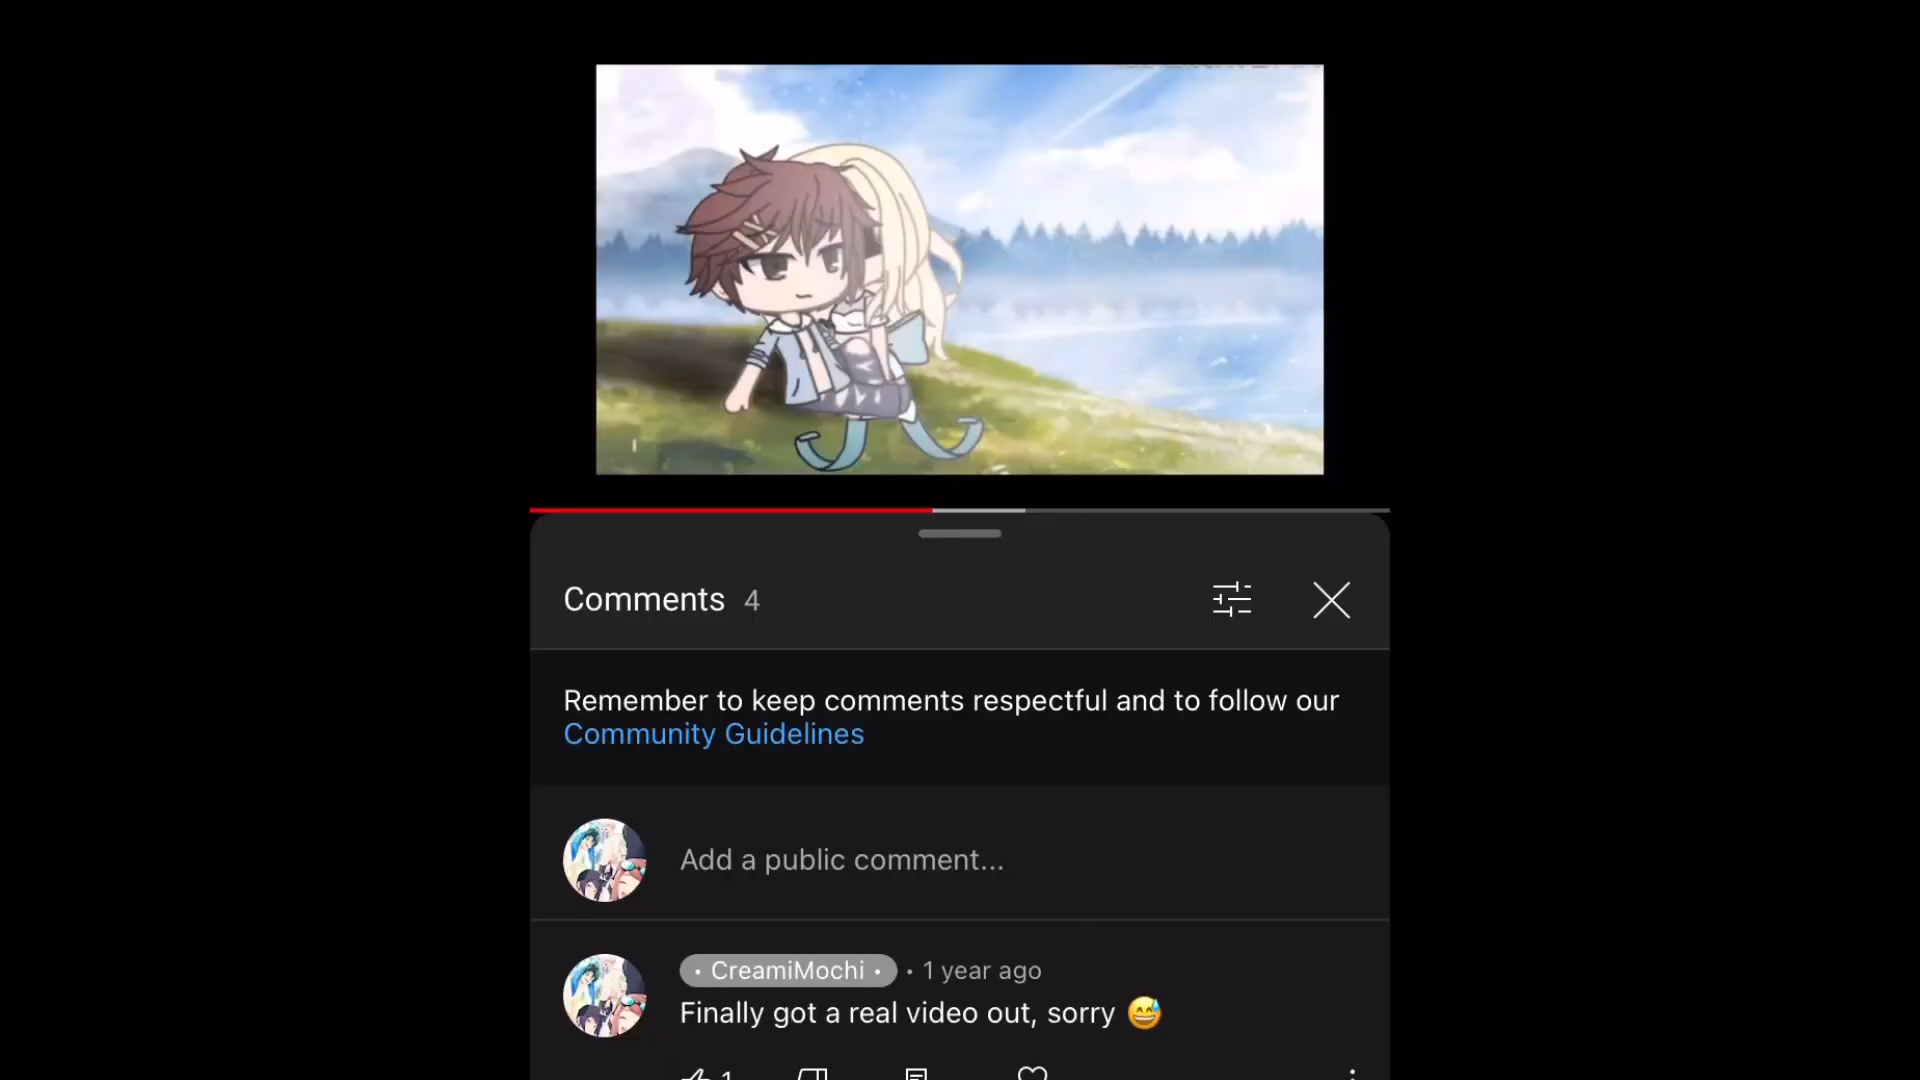 Comments 4
Remember to keep comments respectful and to follow our
Community Guidelines
Add a public comment...
• CreamiMochi • • 1 year ago
Finally got a real video out, sorry 😅
1